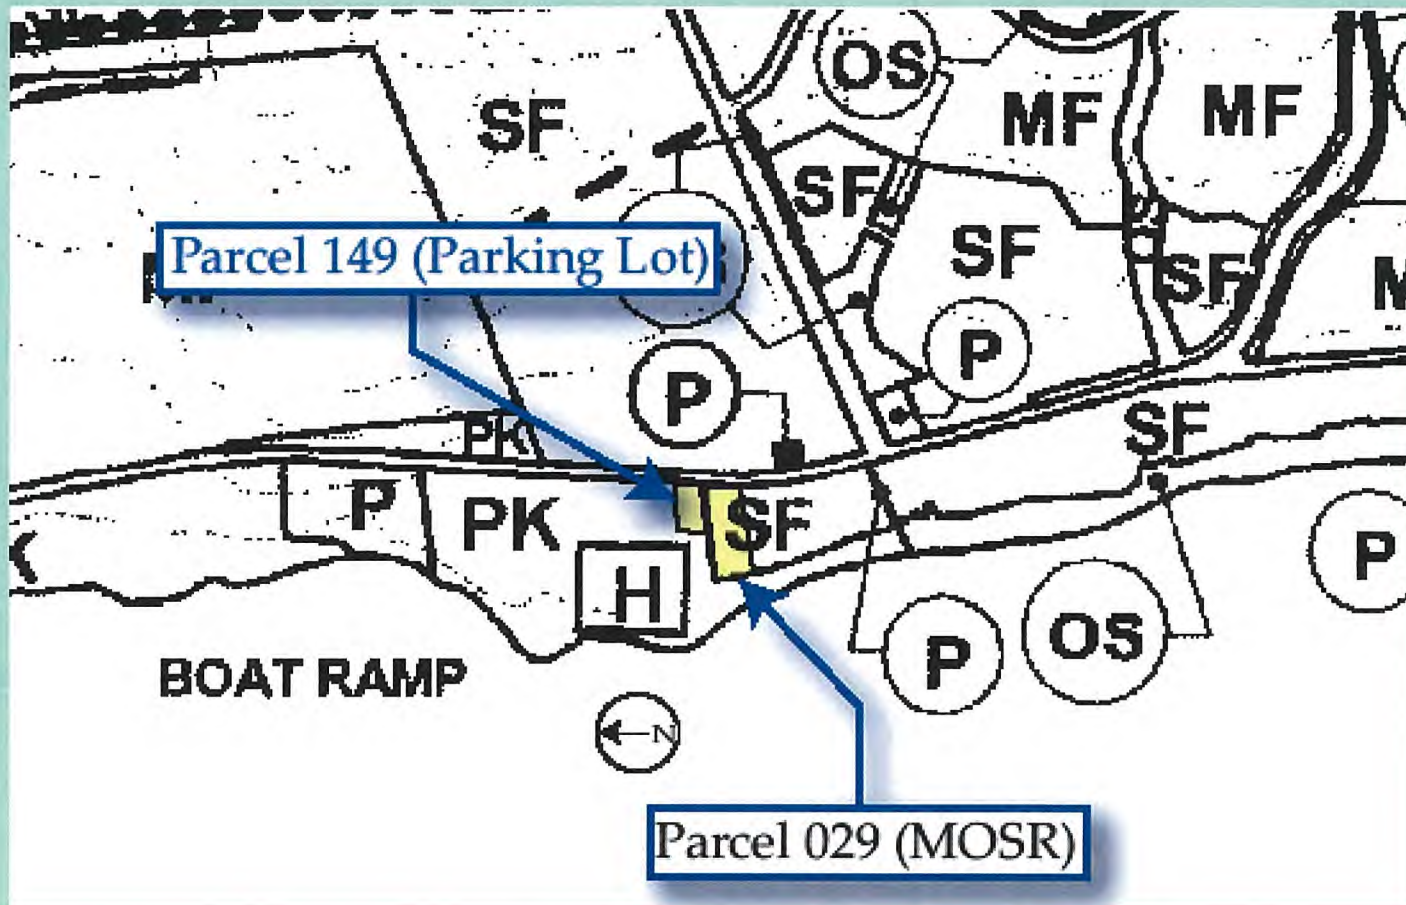 OS
SF
MF
MF
SF
SF
Parcel 149 (Parking Lot)
SF
P
P
SF
PK
P
PK
SF
H
P
P
OS
BOAT RAMP
N
Parcel 029 (MOSR)